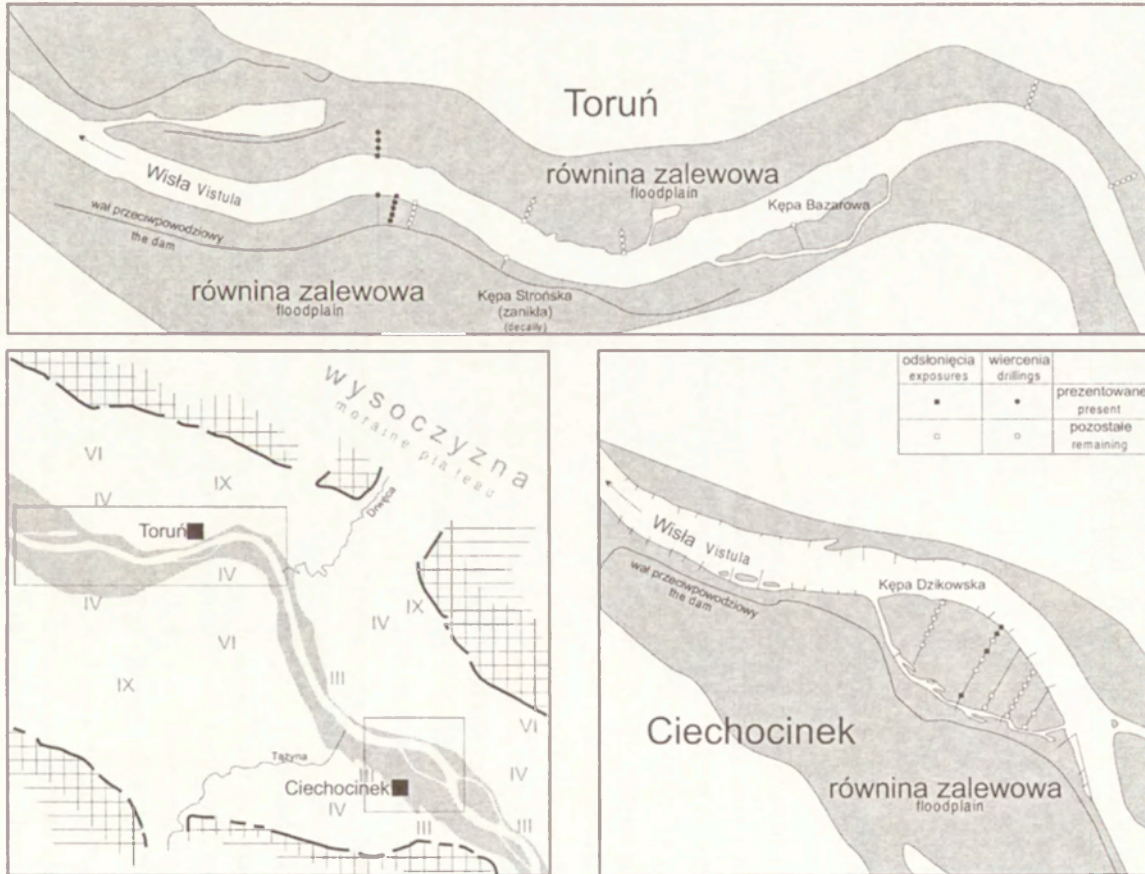 Toruń
równina zalewowa
floodplain
Kępa Bazarowa
Wisła Vistula
wał przeciwpowodziowy
the dam
równina zalewowa
floodplain
Kępa Strońska
(zanikła)
(decally)
wysoczyzna
moraine plateau
VI
IX
IV
Drwęca
Toruń
IV
IV
IV
IX
VI
IX
III
VI
Tążyna
IV
III
Ciechocinek
IV
III
III
odsłonięcia
exposures
wiercenia
drillings
prezentowane
present
pozostałe
remaining
Wisła Vistula
wał przeciwpowodziowy
the dam
Kępa Dzikowska
Ciechocinek
równina zalewowa
floodplain